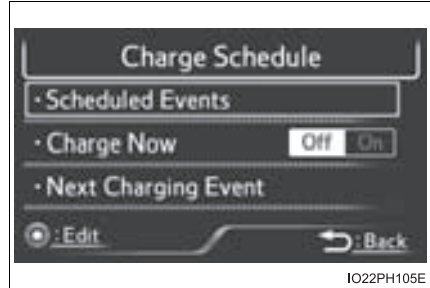 Charge Schedule
・Scheduled Events
・Charge Now Off On
・Next Charging Event
:Edit :Back
IO22PH105E